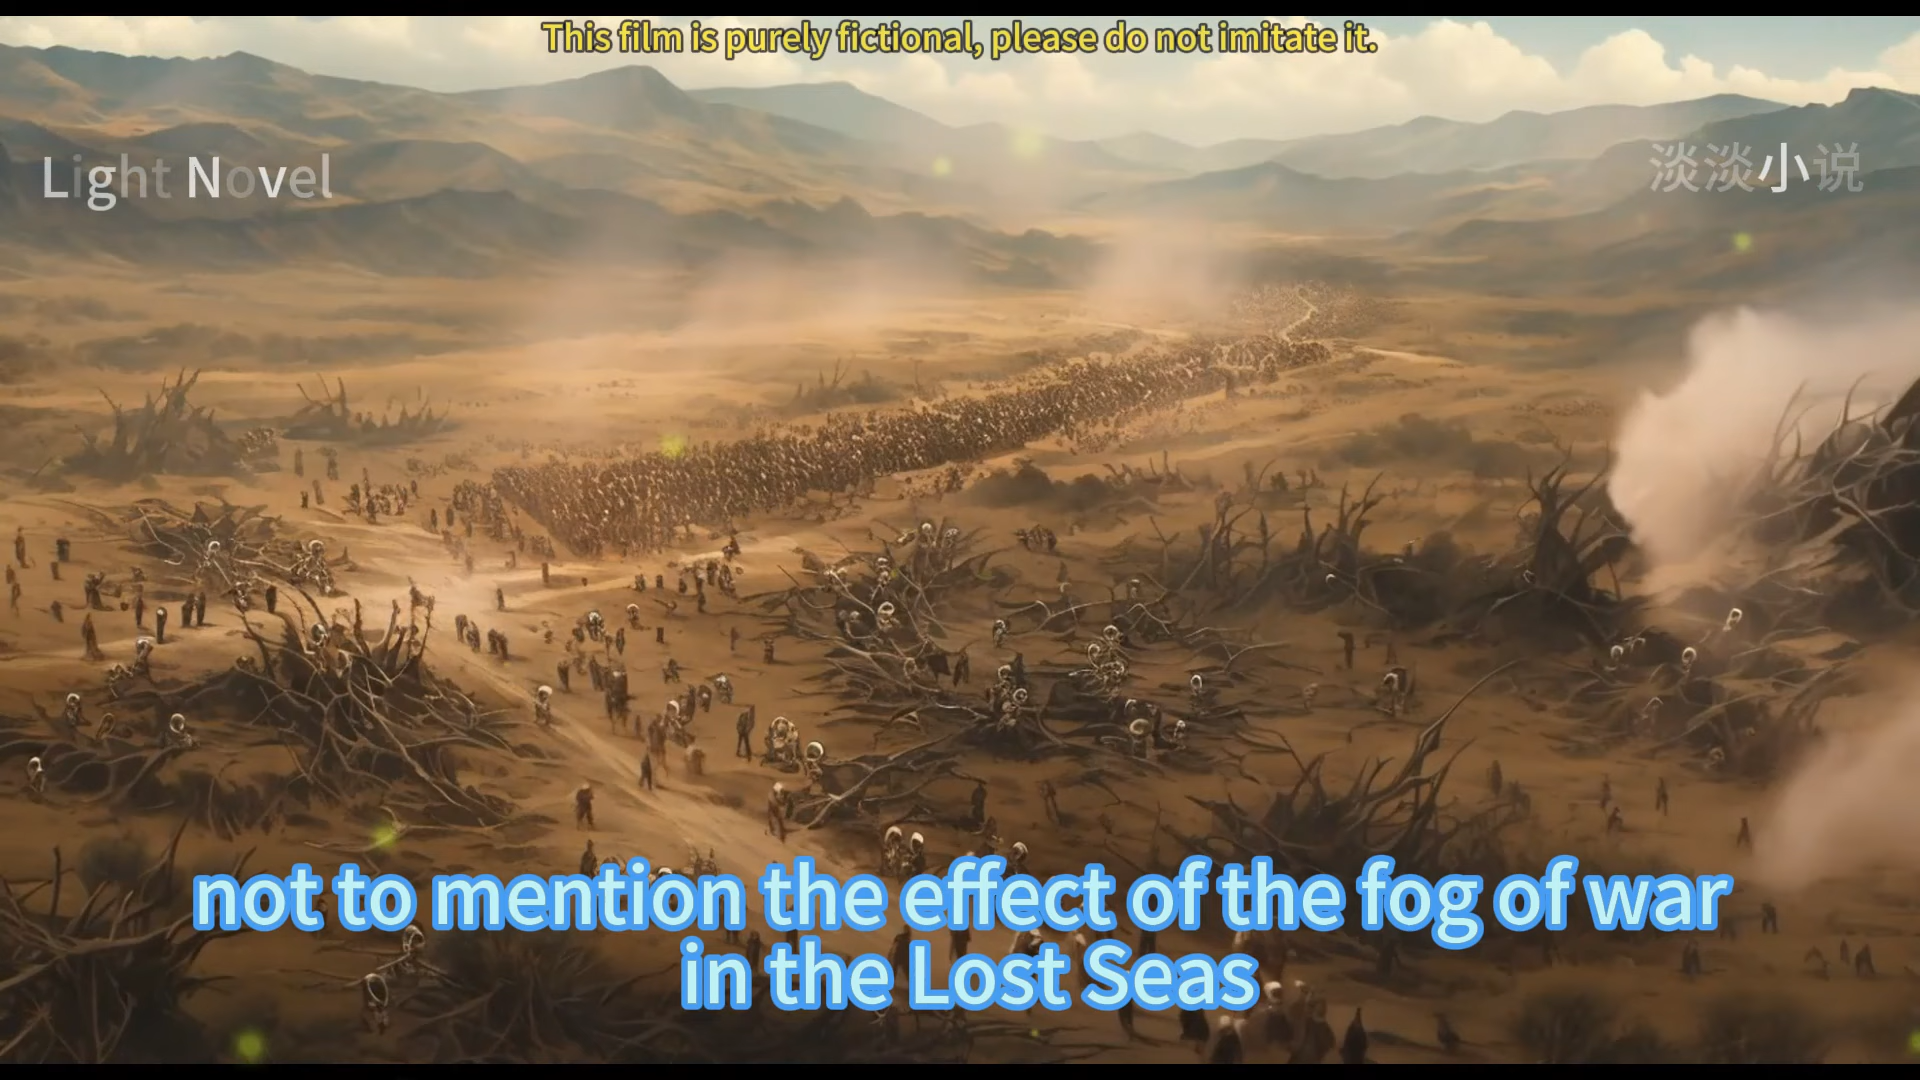 This film is purely fictional, please do not imitate it.
Light Novel
淡淡小说
not to mention the effect of the fog of war
in the Lost Seas